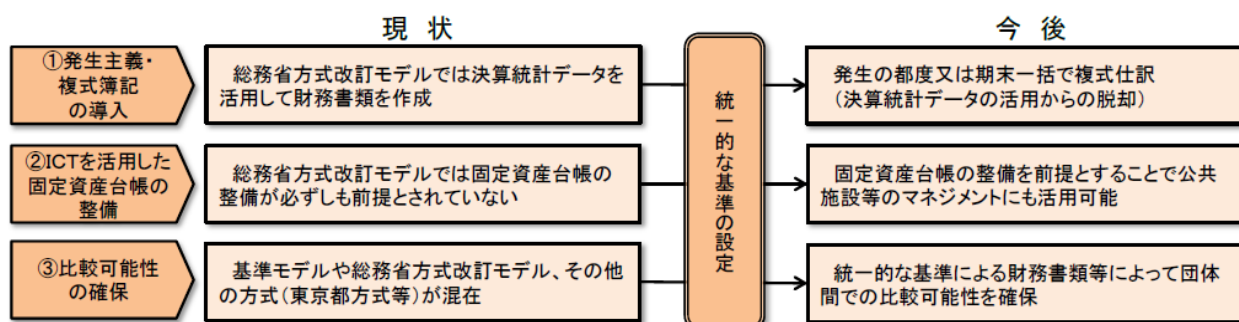 現 状
今 後
①発生主義・
複式簿記
の導入
総務省方式改訂モデルでは決算統計データを
活用して財務書類を作成
発生の都度又は期末一括で複式仕訳
（決算統計データの活用からの脱却）
②ICTを活用した
固定資産台帳の
整備
総務省方式改訂モデルでは固定資産台帳の
整備が必ずしも前提とされていない
固定資産台帳の整備を前提とすることで公共
施設等のマネジメントにも活用可能
③比較可能性
の確保
基準モデルや総務省方式改訂モデル、その他
の方式（東京都方式等）が混在
統一的な基準による財務書類等によって団体
間での比較可能性を確保
統一的な基準の設定